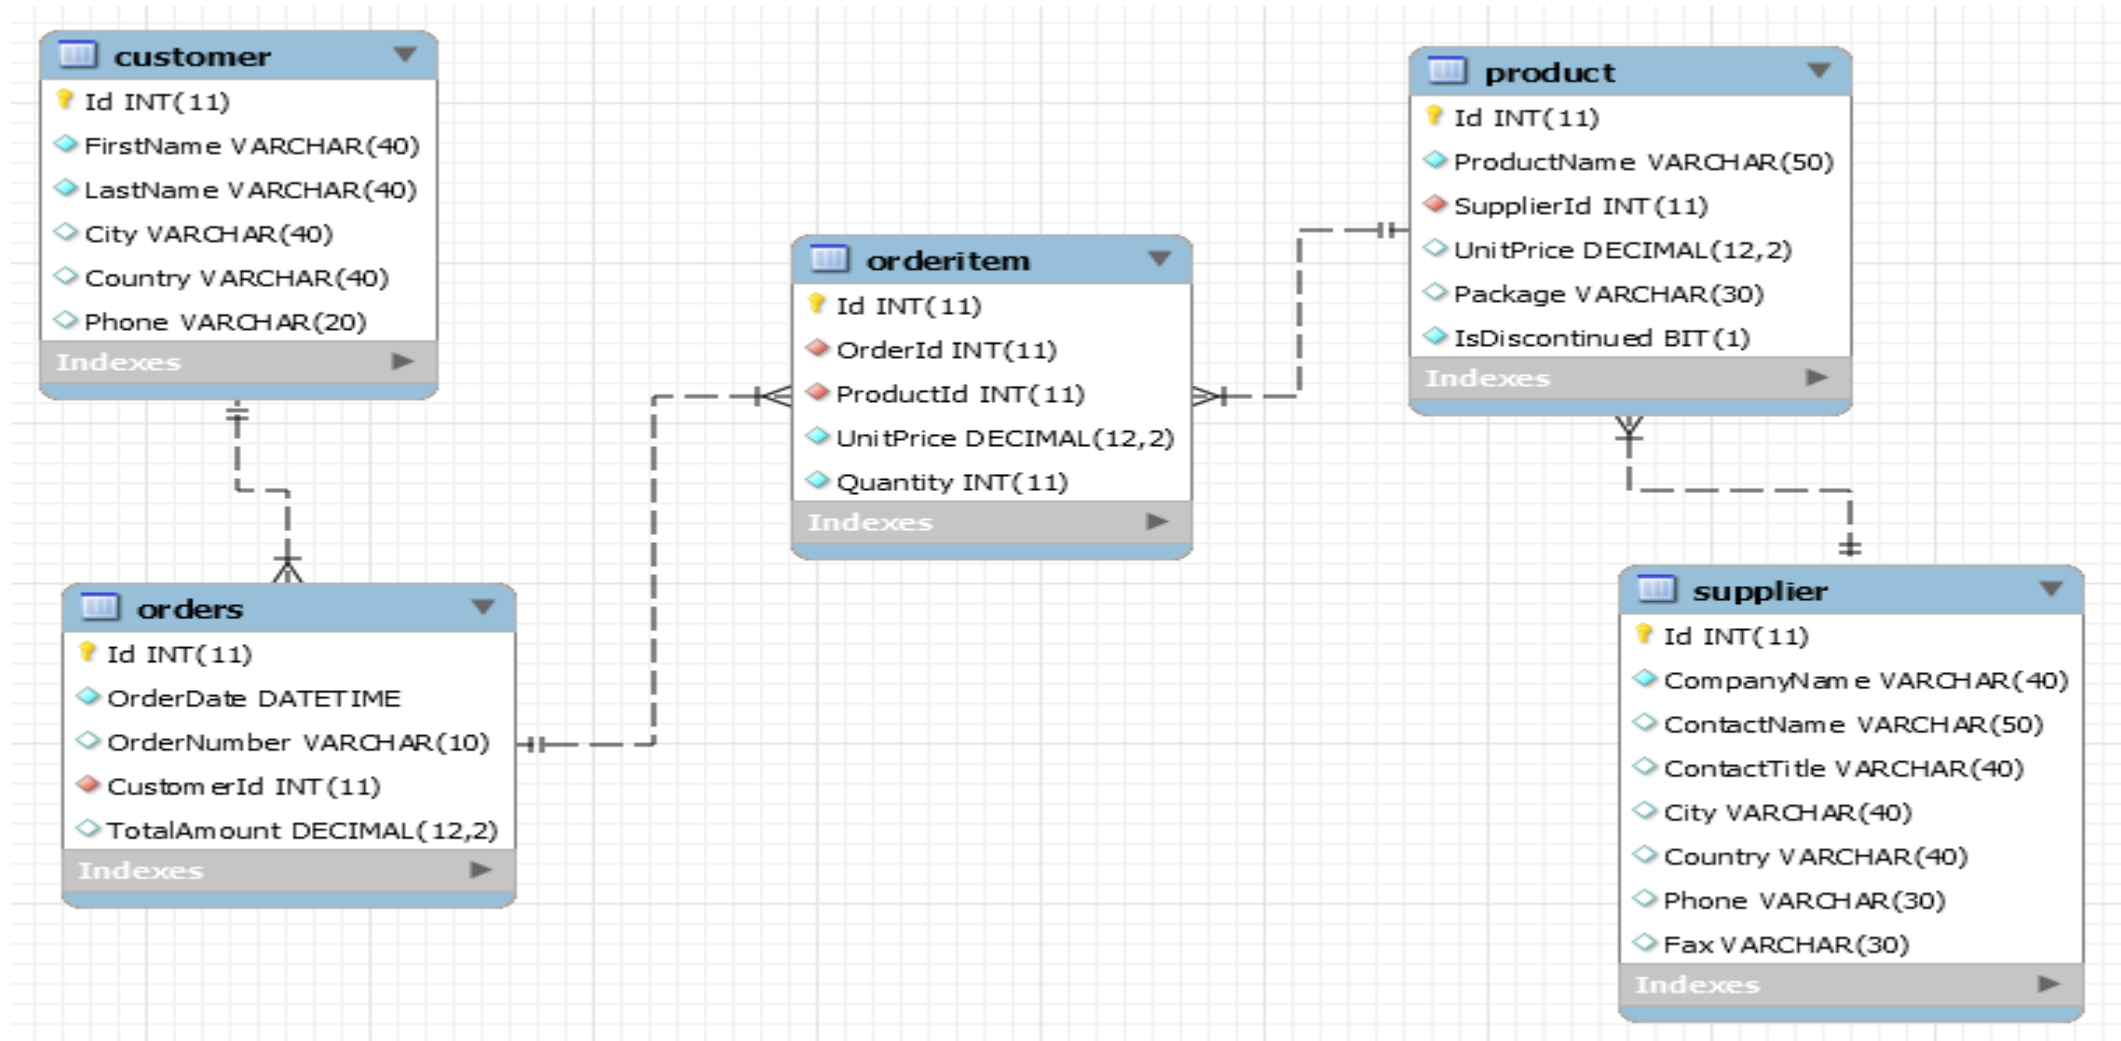 customer
Id INT(11)
FirstName VARCHAR(40)
LastName VARCHAR(40)
City VARCHAR(40)
Country VARCHAR(40)
Phone VARCHAR(20)
Indexes
orders
Id INT(11)
OrderDate DATETIME
OrderNumber VARCHAR(10)
CustomerId INT(11)
TotalAmount DECIMAL(12,2)
Indexes
orderitem
Id INT(11)
OrderId INT(11)
ProductId INT(11)
UnitPrice DECIMAL(12,2)
Quantity INT(11)
Indexes
product
Id INT(11)
ProductName VARCHAR(50)
SupplierId INT(11)
UnitPrice DECIMAL(12,2)
Package VARCHAR(30)
IsDiscontinued BIT(1)
Indexes
supplier
Id INT(11)
CompanyName VARCHAR(40)
ContactName VARCHAR(50)
ContactTitle VARCHAR(40)
City VARCHAR(40)
Country VARCHAR(40)
Phone VARCHAR(30)
Fax VARCHAR(30)
Indexes